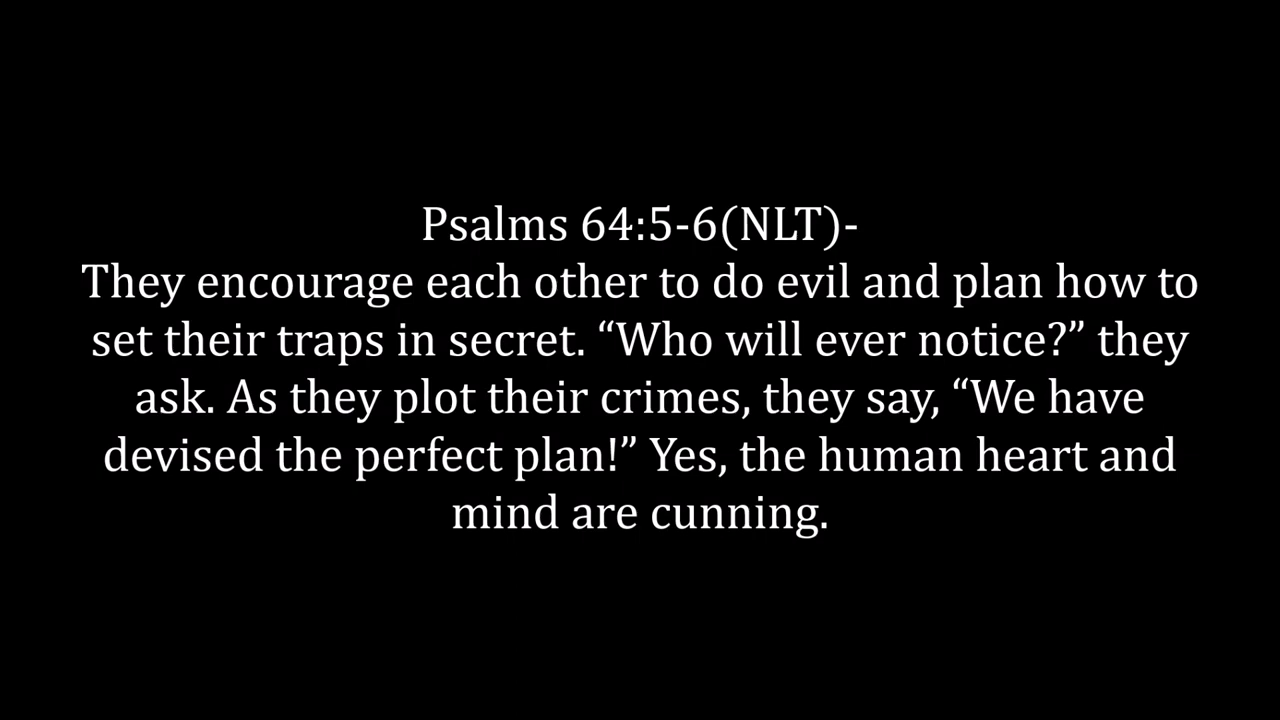 Psalms 64:5-6(NLT)-
They encourage each other to do evil and plan how to
set their traps in secret. “Who will ever notice?” they
ask. As they plot their crimes, they say, “We have
devised the perfect plan!” Yes, the human heart and
mind are cunning.